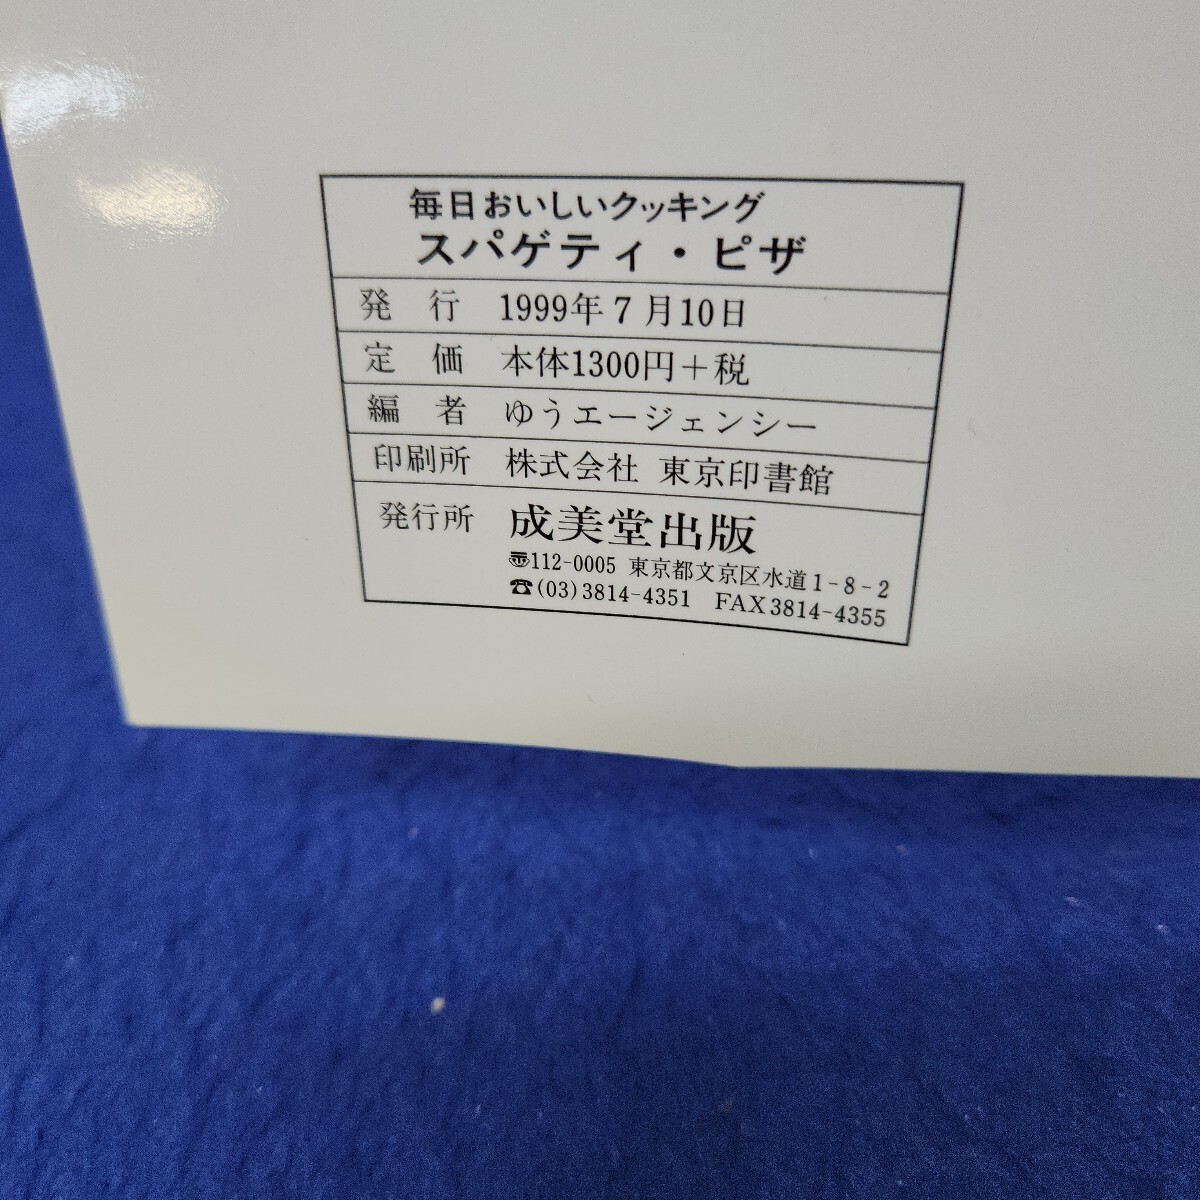 毎日おいしいクッキング
スパゲティ・ピザ
発 行 1999年7月10日
定 価 本体1300円+税
編 者 ゆうエージェンシー
印刷所 株式会社 東京印書館
発行所 成美堂出版
〠112-0005 東京都文京区水道1-8-2
☎(03)3814-4351 FAX3814-4355